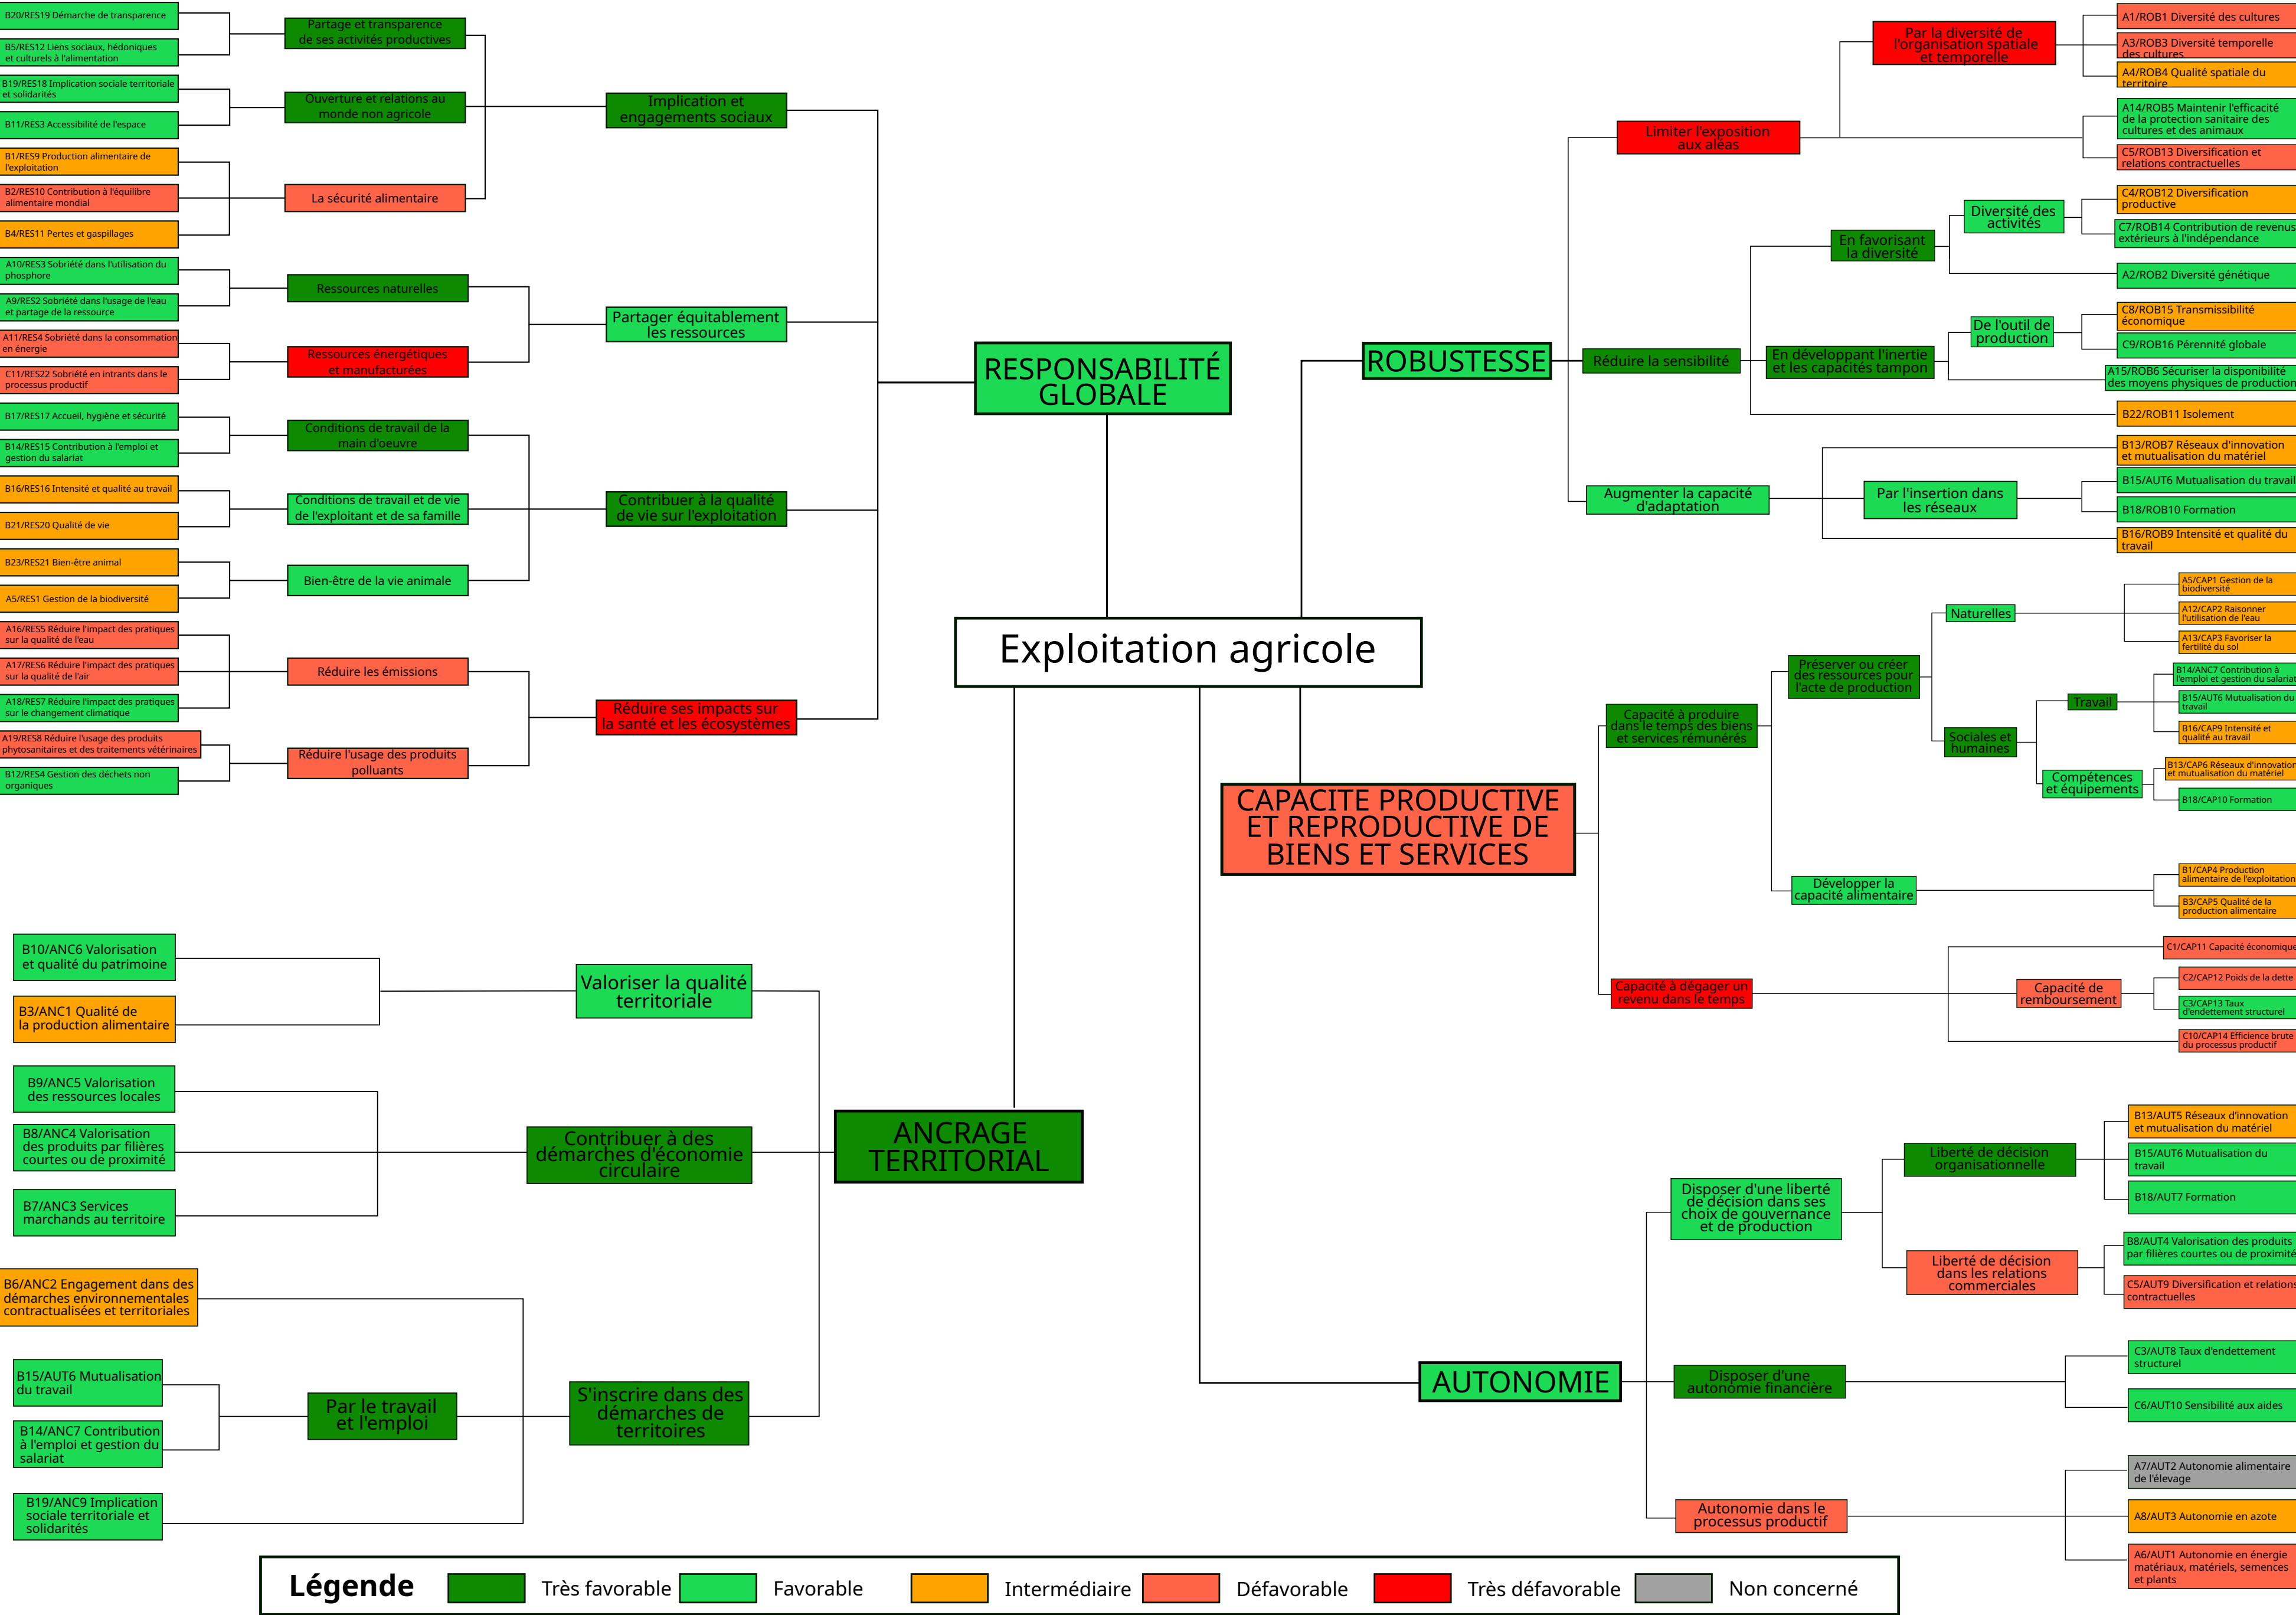 B20/RES19 Démarche de transparence
B5/RES12 Liens sociaux, hédoniques
et culturels à l'alimentation
B19/RES18 Implication sociale territoriale
et solidarités
B11/RES3 Accessibilité de l'espace
B1/RES9 Production alimentaire de
l'exploitation
B2/RES10 Contribution à l'équilibre
alimentaire mondial
B4/RES11 Pertes et gaspillages
A10/RES3 Sobriété dans l'utilisation du
phosphore
A9/RES2 Sobriété dans l'usage de l'eau
et partage de la ressource
A11/RES4 Sobriété dans la consommation
en énergie
C11/RES22 Sobriété en intrants dans le
processus productif
B17/RES17 Accueil, hygiène et sécurité
B14/RES15 Contribution à l'emploi et
gestion du salariat
B16/RES16 Intensité et qualité au travail
B21/RES20 Qualité de vie
B23/RES21 Bien-être animal
A5/RES1 Gestion de la biodiversité
A16/RES5 Réduire l'impact des pratiques
sur la qualité de l'eau
A17/RES6 Réduire l'impact des pratiques
sur la qualité de l'air
A18/RES7 Réduire l'impact des pratiques
sur le changement climatique
A19/RES8 Réduire l'usage des produits
phytosanitaires et des traitements vétérinaires
B12/RES4 Gestion des déchets non
organiques
Partage et transparence
de ses activités productives
Ouverture et relations au
monde non agricole
La sécurité alimentaire
Ressources naturelles
Ressources énergétiques
et manufacturées
Conditions de travail de la
main d'oeuvre
Conditions de travail et de vie
de l'exploitant et de sa famille
Bien-être de la vie animale
Réduire les émissions
Réduire l'usage des produits
polluants
Implication et
engagements sociaux
Partager équitablement
les ressources
Contribuer à la qualité
de vie sur l'exploitation
Réduire ses impacts sur
la santé et les écosystèmes
RESPONSABILITÉ
GLOBALE
Exploitation agricole
ROBUSTESSE
Limiter l'exposition
aux aléas
Par la diversité de
l'organisation spatiale
et temporelle
A1/ROB1 Diversité des cultures
A3/ROB3 Diversité temporelle
des cultures
A4/ROB4 Qualité spatiale du
territoire
A14/ROB5 Maintenir l'efficacité
de la protection sanitaire des
cultures et des animaux
C5/ROB13 Diversification et
relations contractuelles
Réduire la sensibilité
En favorisant
la diversité
Diversité des
activités
C4/ROB12 Diversification
productive
C7/ROB14 Contribution de revenus
extérieurs à l'indépendance
A2/ROB2 Diversité génétique
En développant l'inertie
et les capacités tampon
De l'outil de
production
C8/ROB15 Transmissibilité
économique
C9/ROB16 Pérennité globale
A15/ROB6 Sécuriser la disponibilité
des moyens physiques de production
B22/ROB11 Isolement
Augmenter la capacité
d'adaptation
B13/ROB7 Réseaux d'innovation
et mutualisation du matériel
Par l'insertion dans
les réseaux
B15/AUT6 Mutualisation du travail
B18/ROB10 Formation
B16/ROB9 Intensité et qualité du
travail
CAPACITE PRODUCTIVE
ET REPRODUCTIVE DE
BIENS ET SERVICES
Capacité à produire
dans le temps des biens
et services rémunérés
Préserver ou créer
des ressources pour
l'acte de production
Naturelles
A5/CAP1 Gestion de la
biodiversité
A12/CAP2 Raisonner
l'utilisation de l'eau
A13/CAP3 Favoriser la
fertilité du sol
Sociales et
humaines
Travail
B14/ANC7 Contribution à
l'emploi et gestion du salariat
B15/AUT6 Mutualisation du
travail
B16/CAP9 Intensité et
qualité au travail
Compétences
et équipements
B13/CAP6 Réseaux d'innovation
et mutualisation du matériel
B18/CAP10 Formation
Développer la
capacité alimentaire
B1/CAP4 Production
alimentaire de l'exploitation
B3/CAP5 Qualité de la
production alimentaire
Capacité à dégager un
revenu dans le temps
C1/CAP11 Capacité économique
Capacité de
remboursement
C2/CAP12 Poids de la dette
C3/CAP13 Taux
d'endettement structurel
C10/CAP14 Efficience brute
du processus productif
B10/ANC6 Valorisation
et qualité du patrimoine
B3/ANC1 Qualité de
la production alimentaire
B9/ANC5 Valorisation
des ressources locales
B8/ANC4 Valorisation
des produits par filières
courtes ou de proximité
B7/ANC3 Services
marchands au territoire
B6/ANC2 Engagement dans des
démarches environnementales
contractualisées et territoriales
B15/AUT6 Mutualisation
du travail
B14/ANC7 Contribution
à l'emploi et gestion du
salariat
B19/ANC9 Implication
sociale territoriale et
solidarités
Par le travail
et l'emploi
Valoriser la qualité
territoriale
Contribuer à des
démarches d'économie
circulaire
S'inscrire dans des
démarches de
territoires
ANCRAGE
TERRITORIAL
AUTONOMIE
Disposer d'une liberté
de décision dans ses
choix de gouvernance
et de production
Liberté de décision
organisationnelle
B13/AUT5 Réseaux d'innovation
et mutualisation du matériel
B15/AUT6 Mutualisation du
travail
B18/AUT7 Formation
Liberté de décision
dans les relations
commerciales
B8/AUT4 Valorisation des produits
par filières courtes ou de proximité
C5/AUT9 Diversification et relations
contractuelles
Disposer d'une
autonomie financière
C3/AUT8 Taux d'endettement
structurel
C6/AUT10 Sensibilité aux aides
Autonomie dans le
processus productif
A7/AUT2 Autonomie alimentaire
de l'élevage
A8/AUT3 Autonomie en azote
A6/AUT1 Autonomie en énergie
matériaux, matériels, semences
et plants
Légende
Très favorable
Favorable
Intermédiaire
Défavorable
Très défavorable
Non concerné